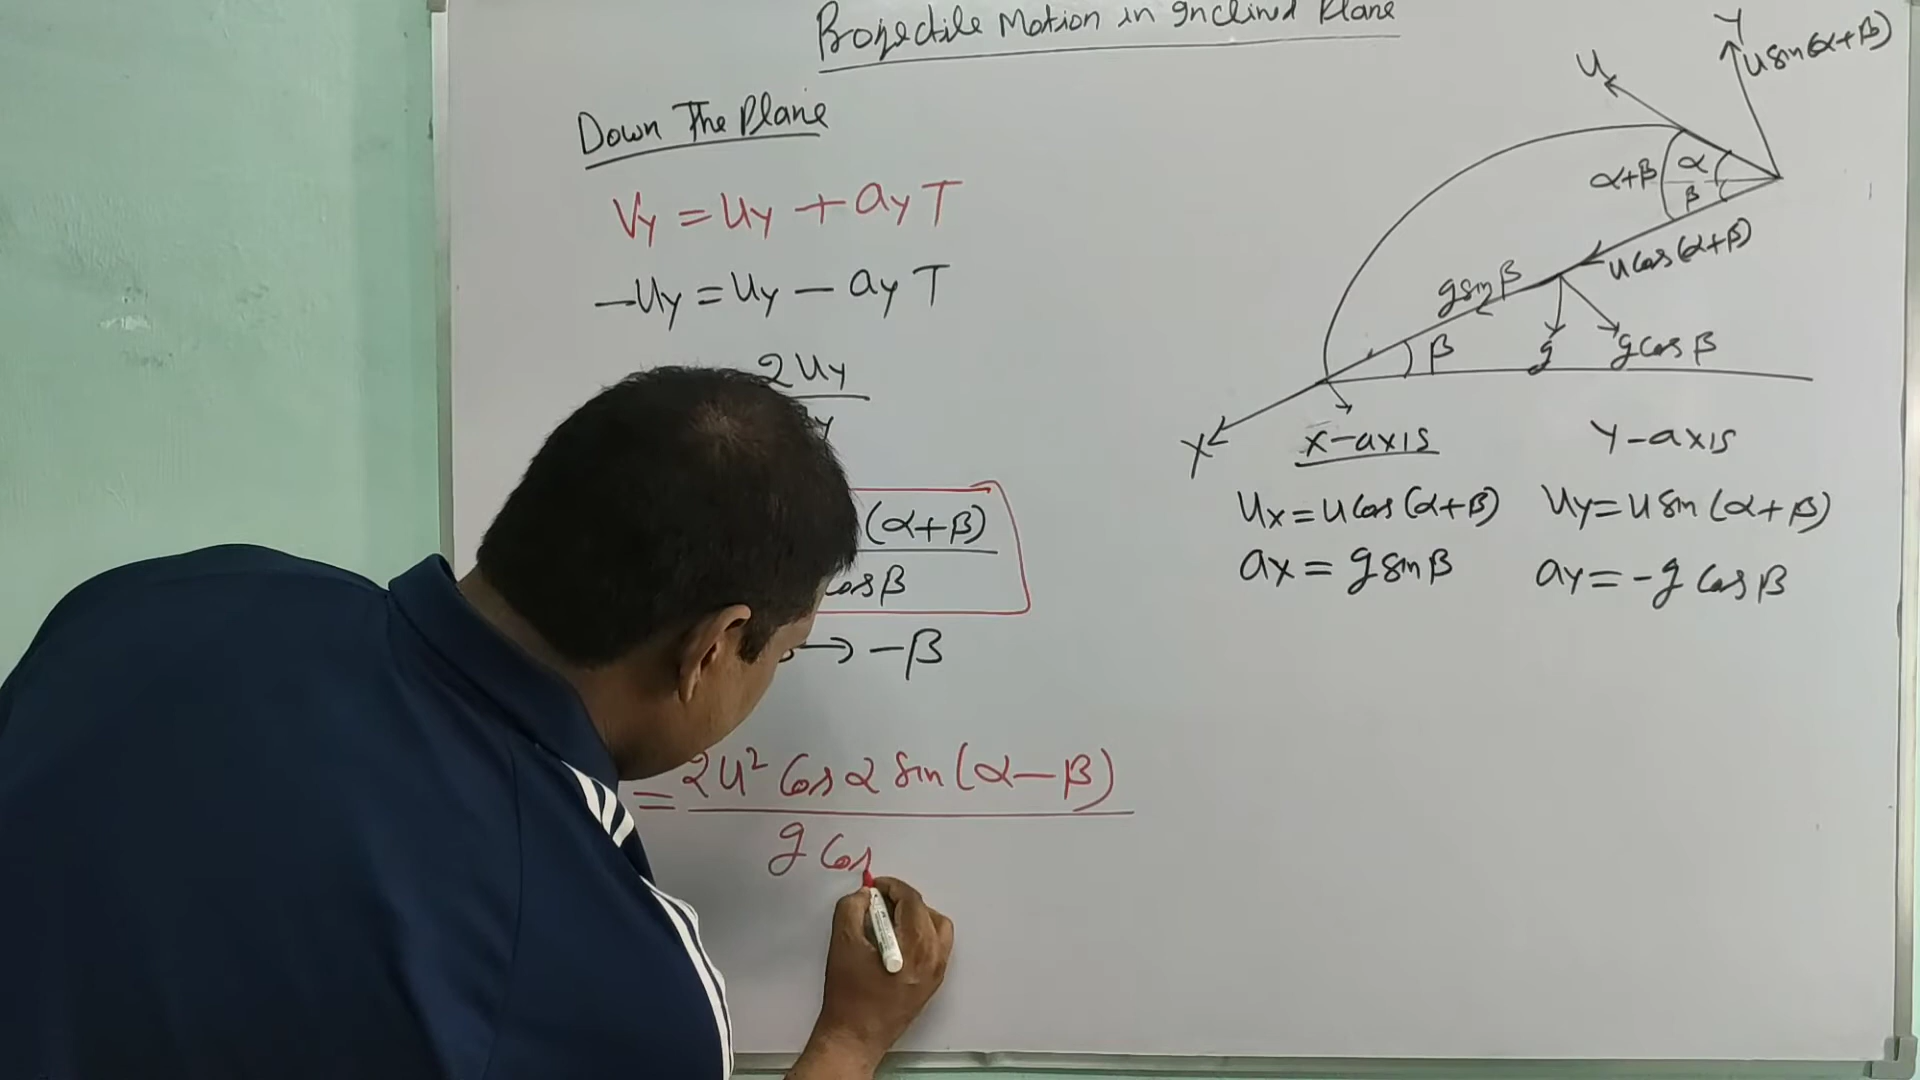 Projectile Motion in Inclined Plane
Down The Plane
Vy = Uy + ay T
-Uy = Uy - ay T
2Uy
y
(α+β)
cosβ
→ -β
= 2u² Cos α Sin (α-β)
g Cos
Y
U
u sin(α+β)
α+β
α
β
u cos(α+β)
g sin β
β
g
g cos β
X
X-axis
Y-axis
Ux = u cos (α+β)
Uy = u sin (α+β)
ax = g sin β
ay = -g cos β